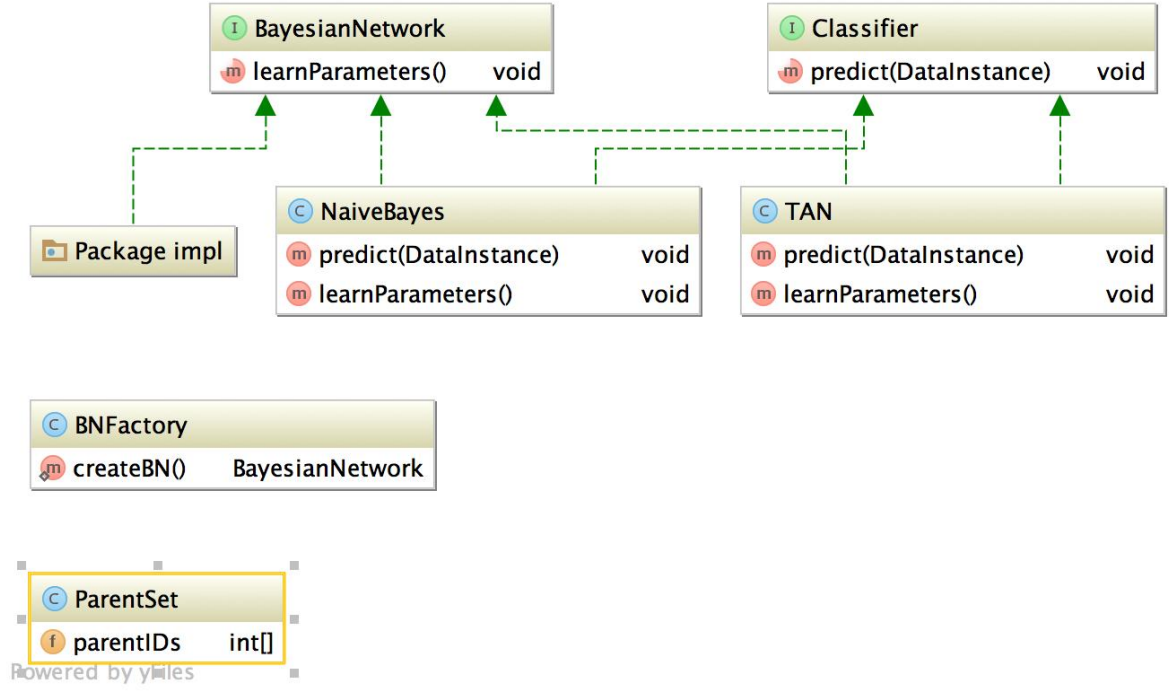 BayesianNetwork
learnParameters() void
Classifier
predict(DataInstance) void
Package impl
NaiveBayes
predict(DataInstance) void
learnParameters() void
TAN
predict(DataInstance) void
learnParameters() void
BNFactory
createBN() BayesianNetwork
ParentSet
parentIDs int[]
Powered by yFiles